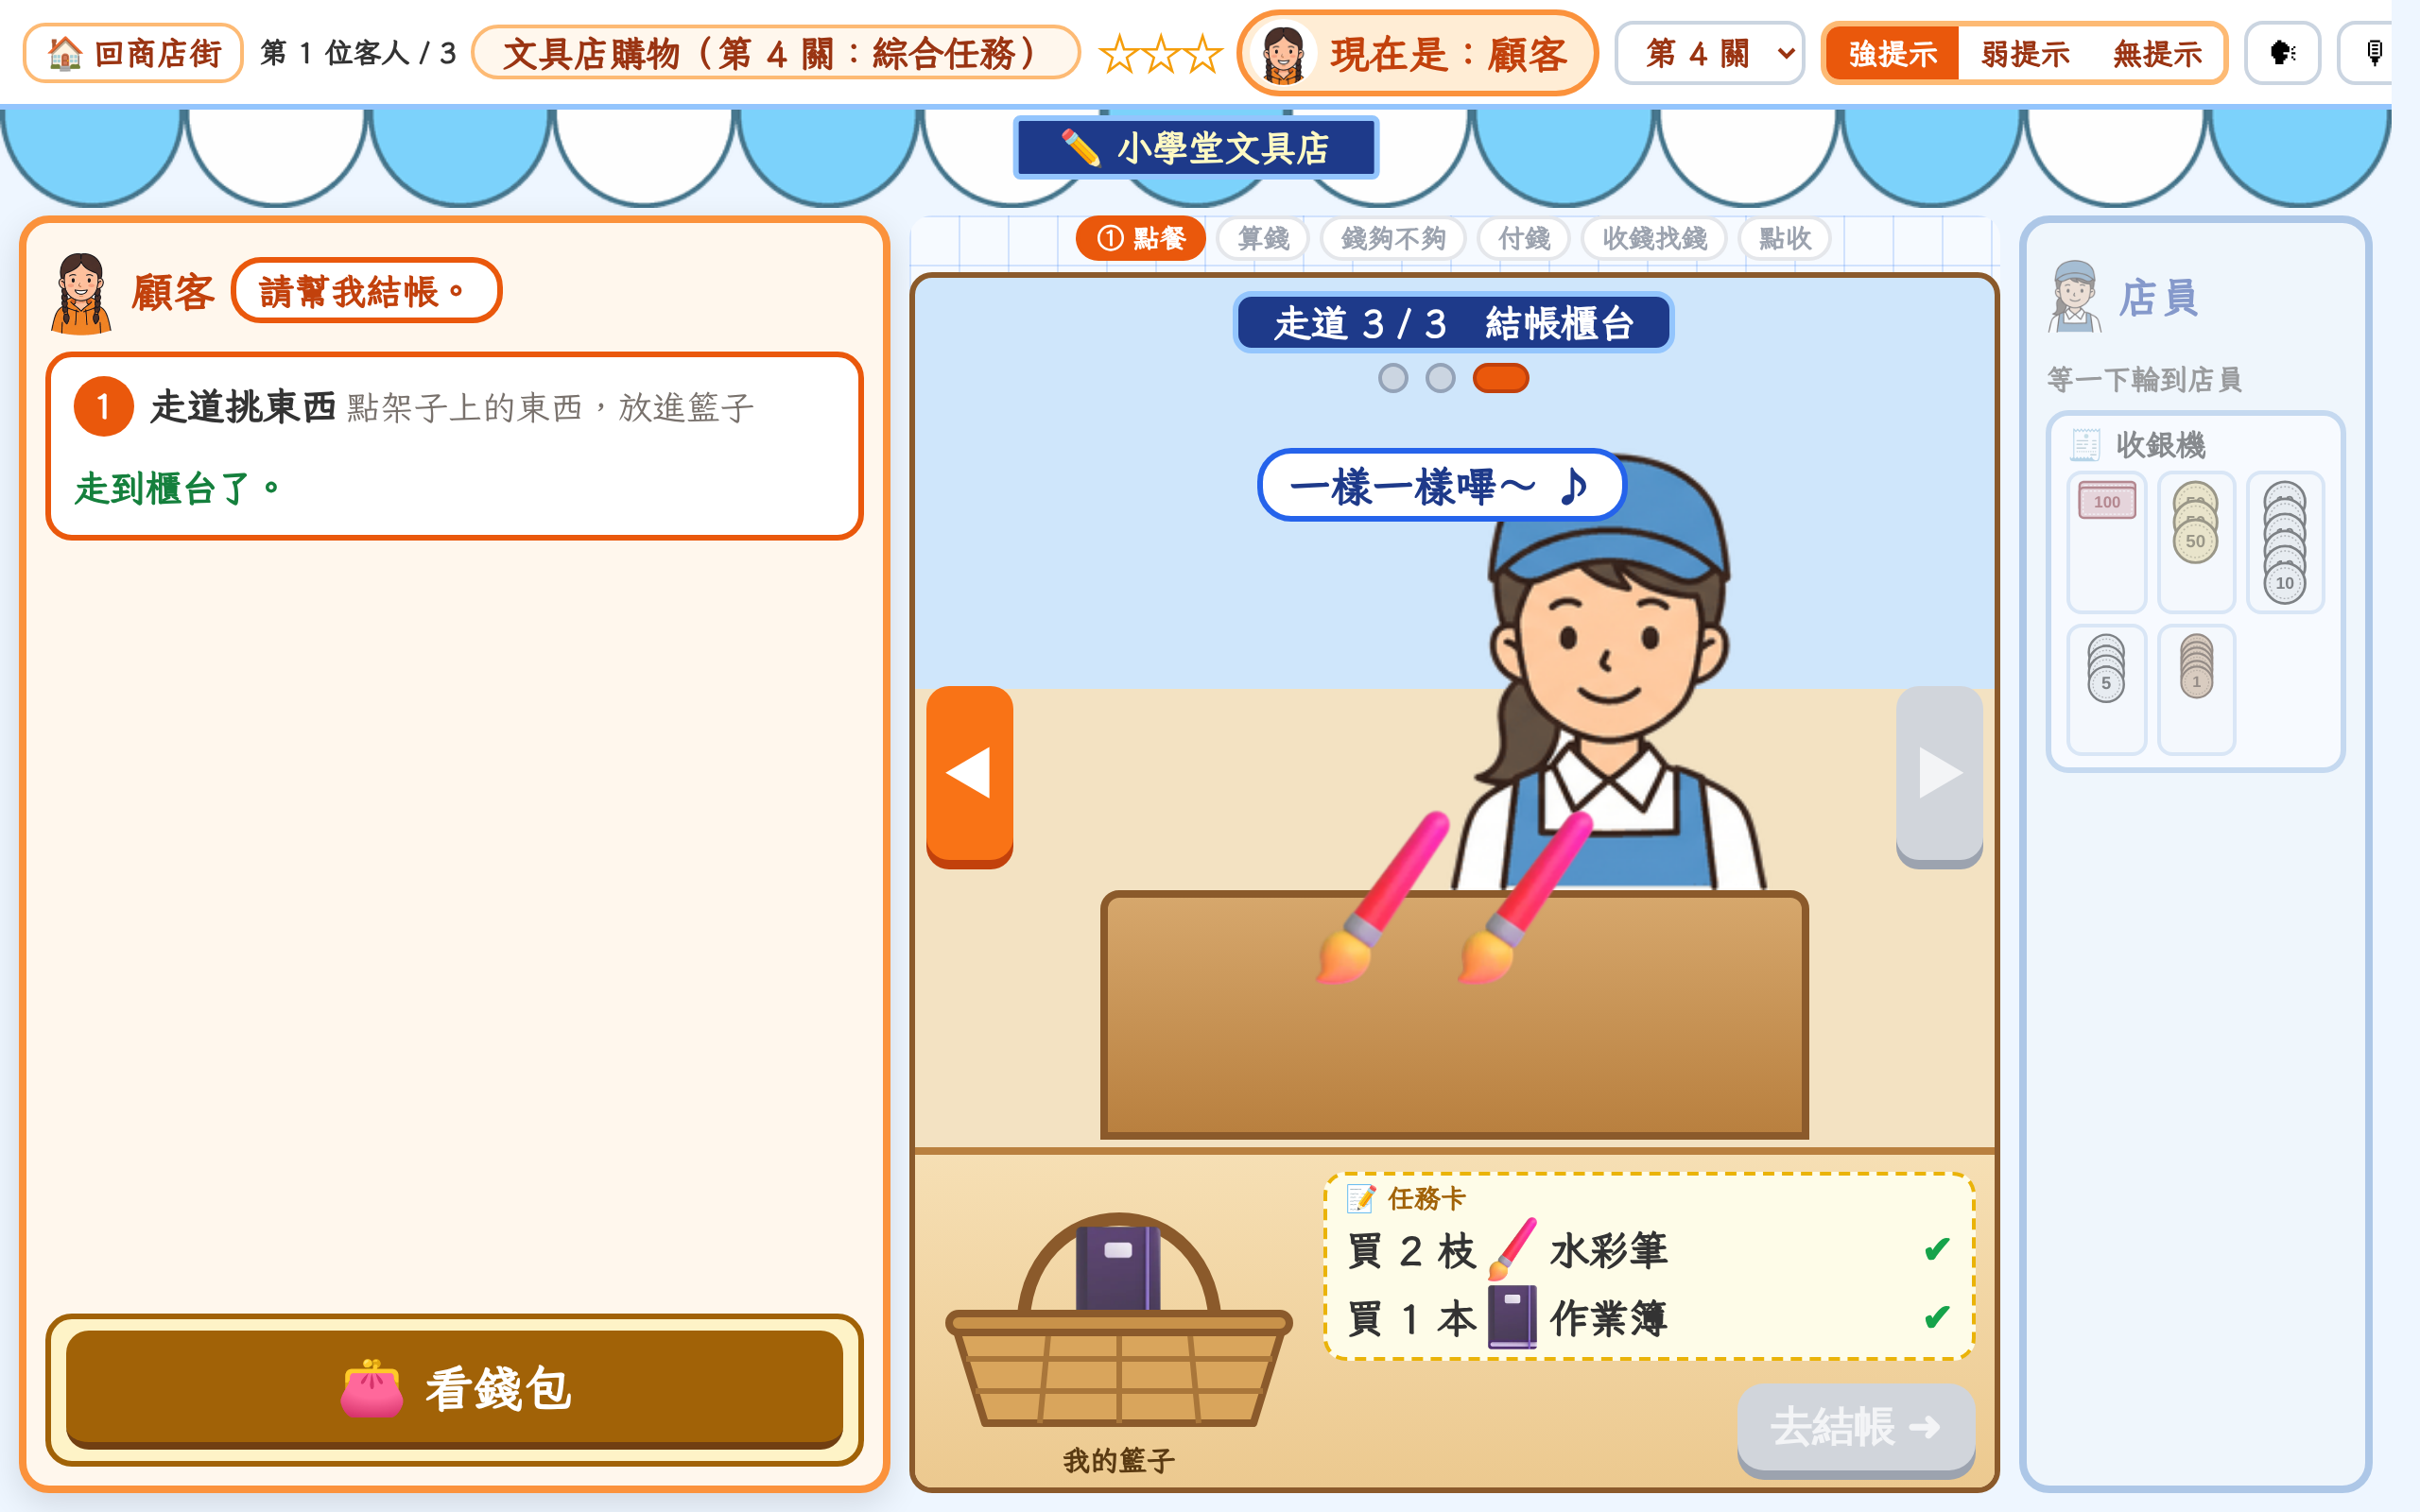 回商店街
第 1 位客人 / 3
文具店購物（第 4 關：綜合任務）
現在是：顧客
第 4 關
強提示 弱提示 無提示
小學堂文具店
顧客
請幫我結帳。
1 走道挑東西 點架子上的東西，放進籃子
走到櫃台了。
看錢包
① 點餐 算錢 錢夠不夠 付錢 收錢找錢 點收
走道 3 / 3 結帳櫃台
一樣一樣嗶～ ♪
任務卡
買 2 枝 水彩筆 ✔
買 1 本 作業簿 ✔
我的籃子
去結帳 ➜
店員
等一下輪到店員
收銀機
100
50
10
5
1